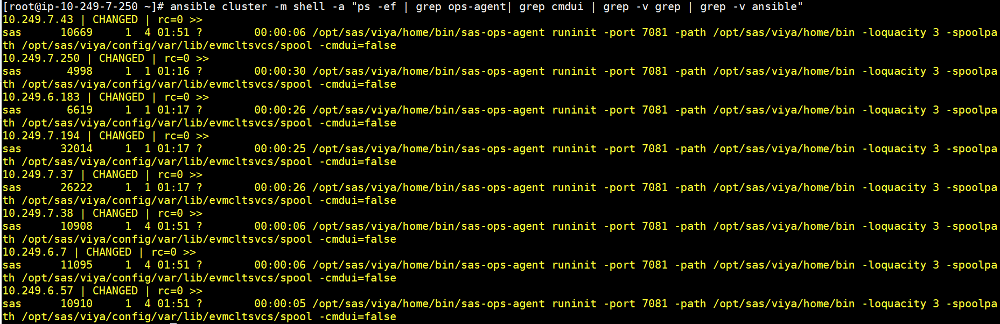 [root@ip-10-249-7-250 ~]# ansible cluster -m shell -a "ps -ef | grep ops-agent| grep cmdui | grep -v grep | grep -v ansible"
10.249.7.43 | CHANGED | rc=0 >>
sas      10669     1  4 01:51 ?        00:00:06 /opt/sas/viya/home/bin/sas-ops-agent runinit -port 7081 -path /opt/sas/viya/home/bin -loquacity 3 -spoolpa
th /opt/sas/viya/config/var/lib/evmcltsvcs/spool -cmdui=false
10.249.7.250 | CHANGED | rc=0 >>
sas       4998     1  1 01:16 ?        00:00:30 /opt/sas/viya/home/bin/sas-ops-agent runinit -port 7081 -path /opt/sas/viya/home/bin -loquacity 3 -spoolpa
th /opt/sas/viya/config/var/lib/evmcltsvcs/spool -cmdui=false
10.249.6.183 | CHANGED | rc=0 >>
sas       6619     1  1 01:17 ?        00:00:26 /opt/sas/viya/home/bin/sas-ops-agent runinit -port 7081 -path /opt/sas/viya/home/bin -loquacity 3 -spoolpa
th /opt/sas/viya/config/var/lib/evmcltsvcs/spool -cmdui=false
10.249.7.194 | CHANGED | rc=0 >>
sas      32014     1  1 01:17 ?        00:00:25 /opt/sas/viya/home/bin/sas-ops-agent runinit -port 7081 -path /opt/sas/viya/home/bin -loquacity 3 -spoolpa
th /opt/sas/viya/config/var/lib/evmcltsvcs/spool -cmdui=false
10.249.7.37 | CHANGED | rc=0 >>
sas      26222     1  1 01:17 ?        00:00:26 /opt/sas/viya/home/bin/sas-ops-agent runinit -port 7081 -path /opt/sas/viya/home/bin -loquacity 3 -spoolpa
th /opt/sas/viya/config/var/lib/evmcltsvcs/spool -cmdui=false
10.249.7.38 | CHANGED | rc=0 >>
sas      10908     1  4 01:51 ?        00:00:06 /opt/sas/viya/home/bin/sas-ops-agent runinit -port 7081 -path /opt/sas/viya/home/bin -loquacity 3 -spoolpa
th /opt/sas/viya/config/var/lib/evmcltsvcs/spool -cmdui=false
10.249.6.7 | CHANGED | rc=0 >>
sas      11095     1  4 01:51 ?        00:00:06 /opt/sas/viya/home/bin/sas-ops-agent runinit -port 7081 -path /opt/sas/viya/home/bin -loquacity 3 -spoolpa
th /opt/sas/viya/config/var/lib/evmcltsvcs/spool -cmdui=false
10.249.6.57 | CHANGED | rc=0 >>
sas      10910     1  4 01:51 ?        00:00:05 /opt/sas/viya/home/bin/sas-ops-agent runinit -port 7081 -path /opt/sas/viya/home/bin -loquacity 3 -spoolpa
th /opt/sas/viya/config/var/lib/evmcltsvcs/spool -cmdui=false